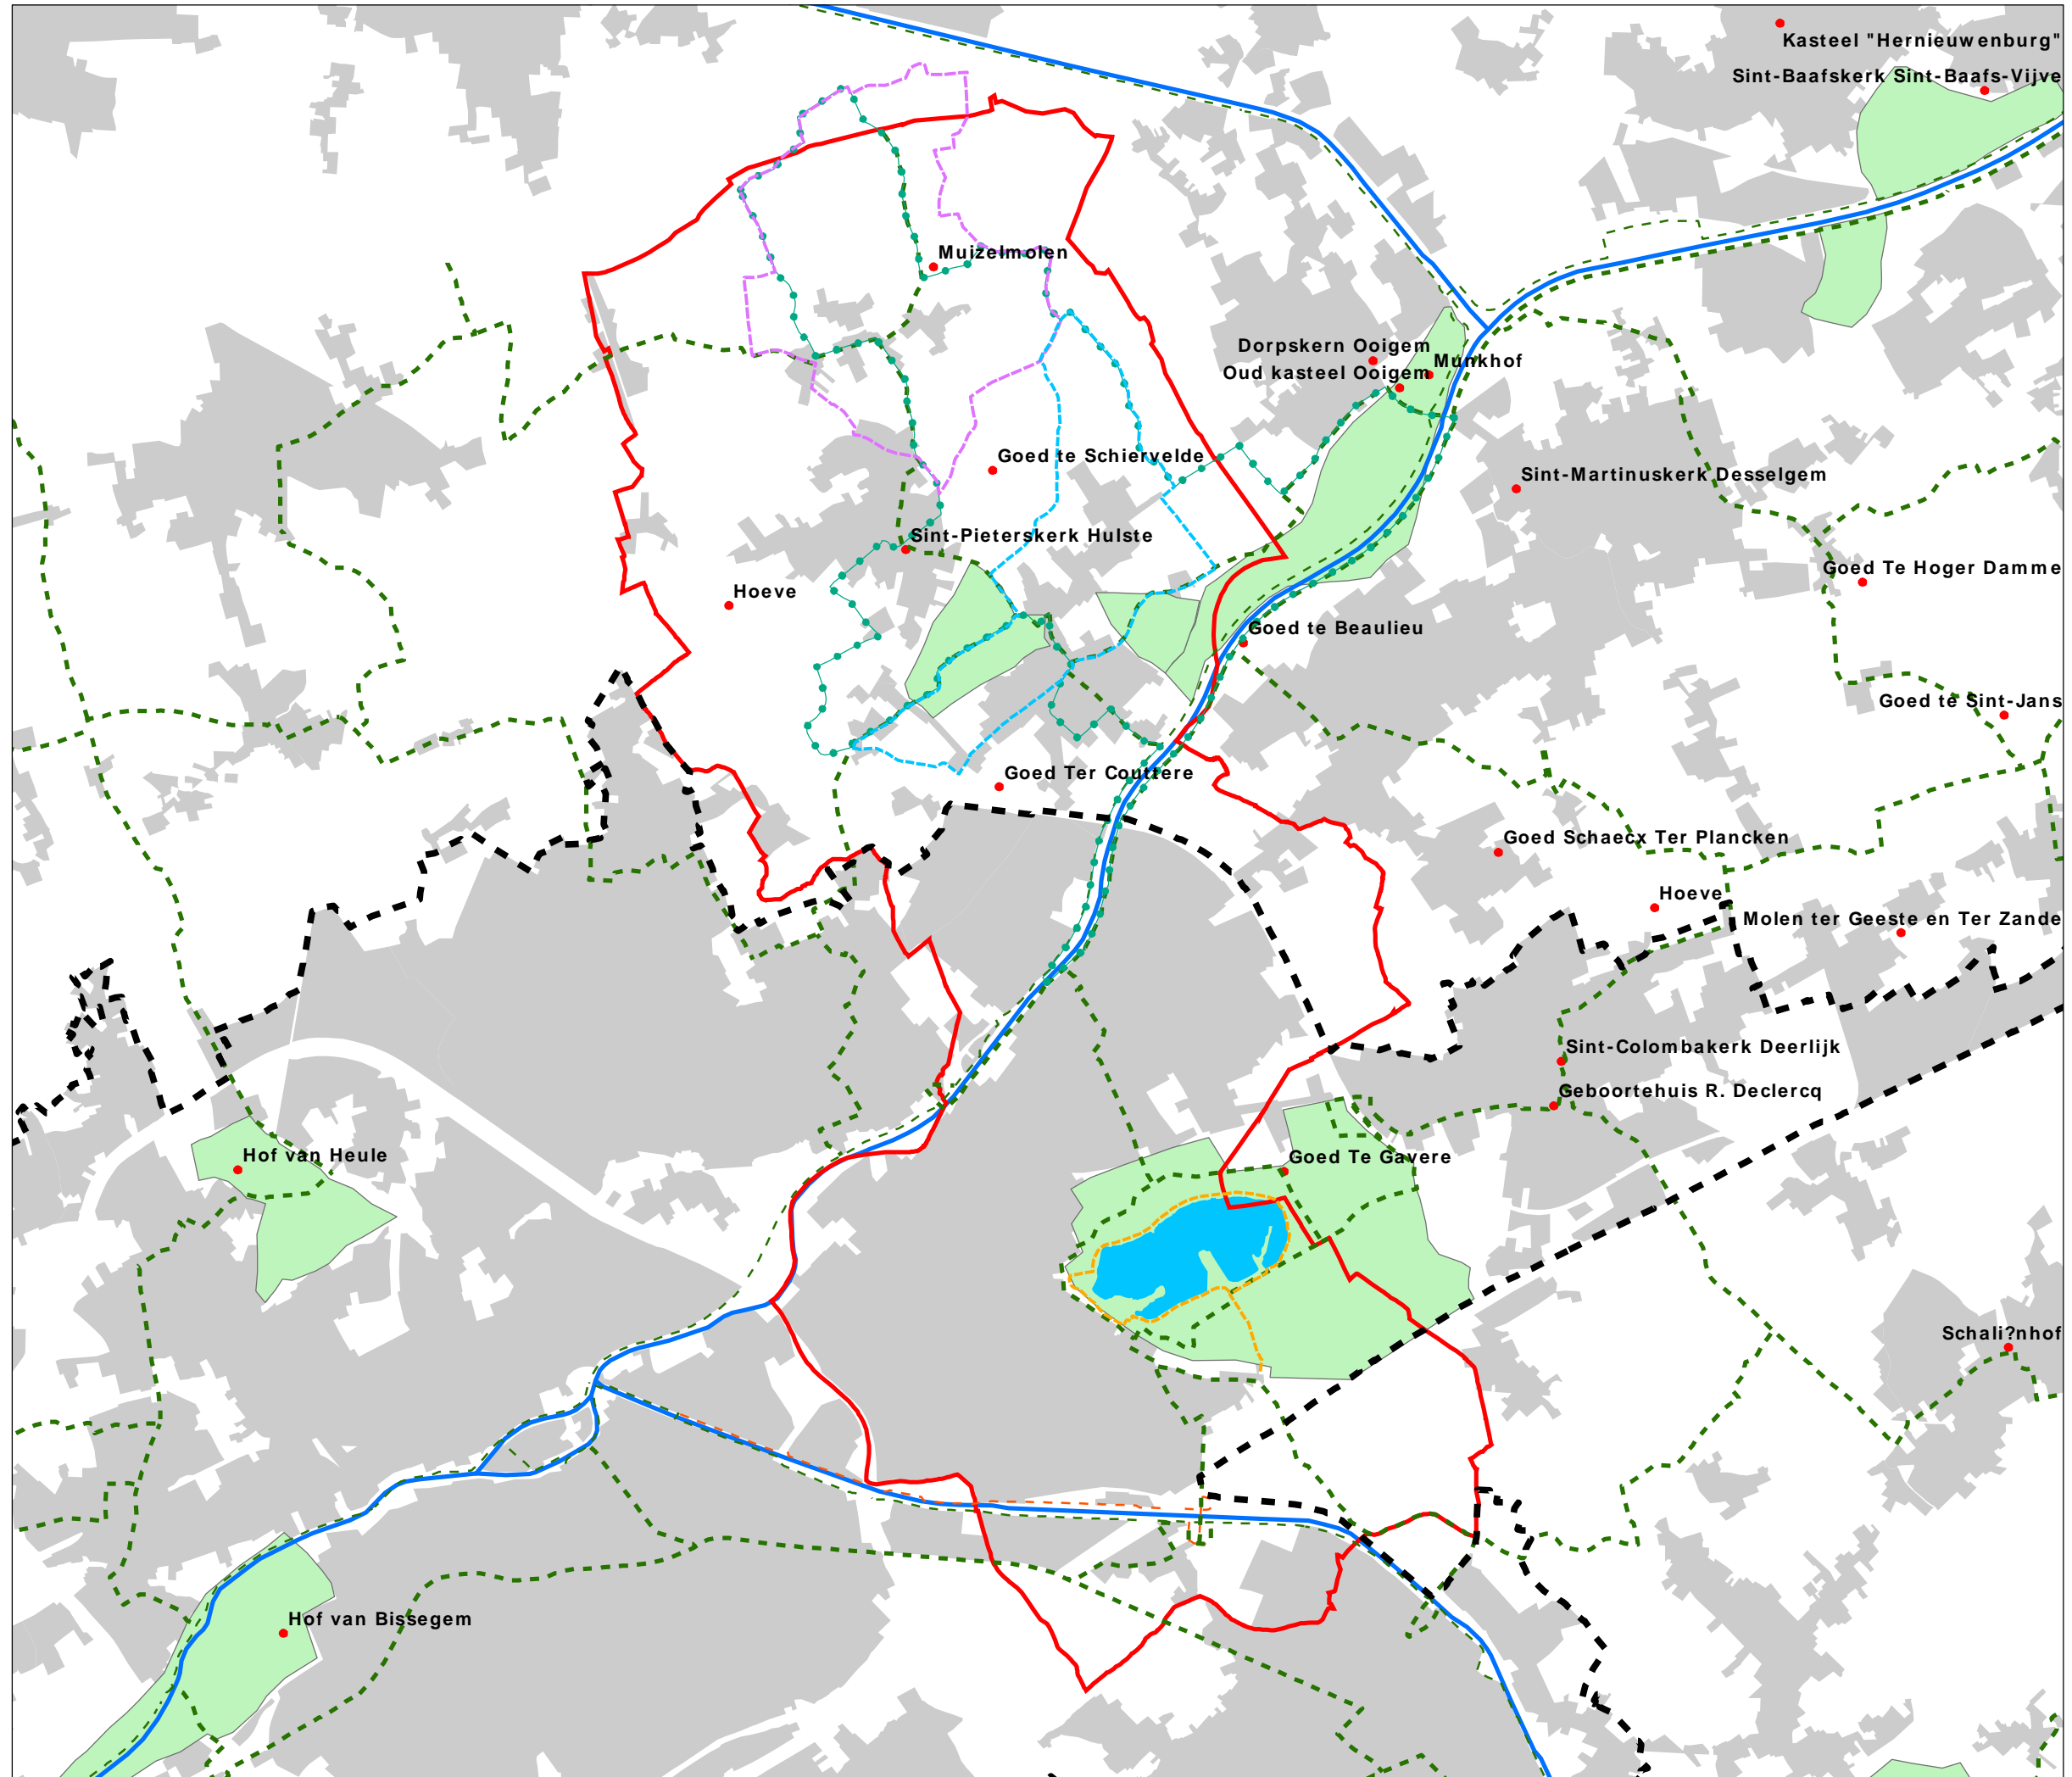 Kasteel "Hernieuwenburg"
Sint-Baafskerk Sint-Baafs-Vijve
Muizelmolen
Dorpskern Ooigem
Munkhof
Oud kasteel Ooigem
Goed te Schiervelde
Sint-Martinuskerk Desselgem
Sint-Pieterskerk Hulste
Goed Te Hoger Damme
Hoeve
Goed te Beaulieu
Goed te Sint-Jans
Goed Ter Couttere
Goed Schaecx Ter Plancken
Hoeve
Molen ter Geeste en Ter Zande
Sint-Colombakerk Deerlijk
Geboortehuis R. Declercq
Hof van Heule
Goed Te Gavere
Schali?nhof
Hof van Bissegem